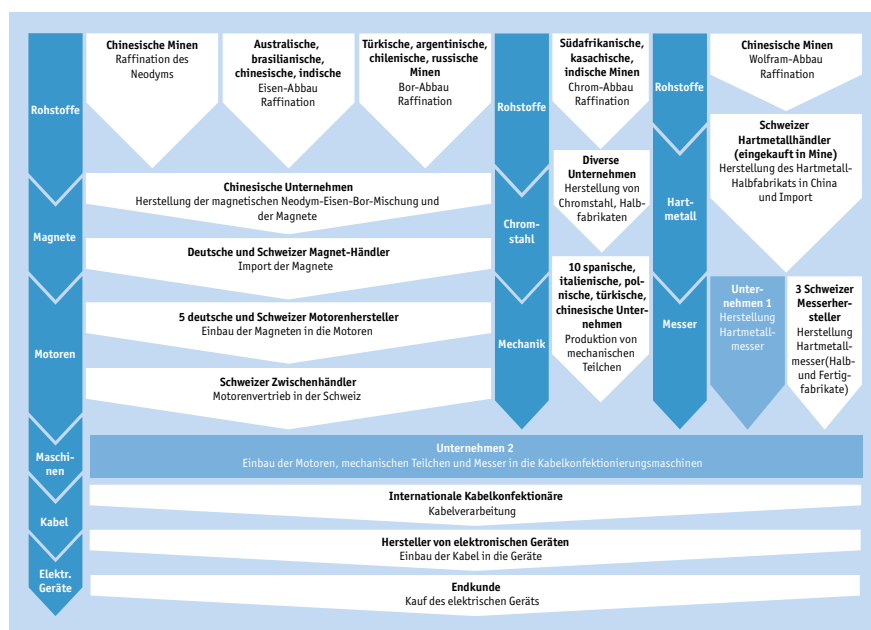 Rohstoffe
Magnete
Motoren
Maschi-
nen
Kabel
Elektr.
Geräte
Chinesische Minen
Raffination des
Neodyms
Australische,
brasilianische,
chinesische, indische
Eisen-Abbau
Raffination
Türkische, argentinische,
chilenische, russische
Minen
Bor-Abbau
Raffination
Chinesische Unternehmen
Herstellung der magnetischen Neodym-Eisen-Bor-Mischung und
der Magnete
Deutsche und Schweizer Magnet-Händler
Import der Magnete
5 deutsche und Schweizer Motorenhersteller
Einbau der Magneten in die Motoren
Schweizer Zwischenhändler
Motorenvertrieb in der Schweiz
Rohstoffe
Chrom-
stahl
Mechanik
Südafrikanische,
kasachische,
indische Minen
Chrom-Abbau
Raffination
Diverse
Unternehmen
Herstellung von
Chromstahl, Halb-
fabrikaten
10 spanische,
italienische, pol-
nische, türkische,
chinesische Unter-
nehmen
Produktion von
mechanischen
Teilchen
Rohstoffe
Hart-
metall
Messer
Chinesische Minen
Wolfram-Abbau
Raffination
Schweizer
Hartmetallhändler
(eingekauft in Mine)
Herstellung des Hartmetall-
Halbfabrikats in China
und Import
Unter-
nehmen 1
Herstellung
Hartmetall-
messer
3 Schweizer
Messerher-
steller
Herstellung
Hartmetall-
messer(Halb-
und Fertig-
fabrikate)
Unternehmen 2
Einbau der Motoren, mechanischen Teilchen und Messer in die Kabelkonfektionierungsmaschinen
Internationale Kabelkonfektionäre
Kabelverarbeitung
Hersteller von elektronischen Geräten
Einbau der Kabel in die Geräte
Endkunde
Kauf des elektrischen Geräts